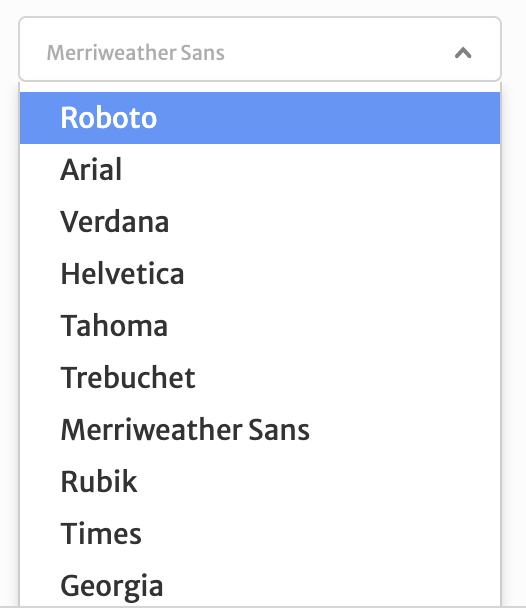 Merriweather Sans
Roboto
Arial
Verdana
Helvetica
Tahoma
Trebuchet
Merriweather Sans
Rubik
Times
Georgia